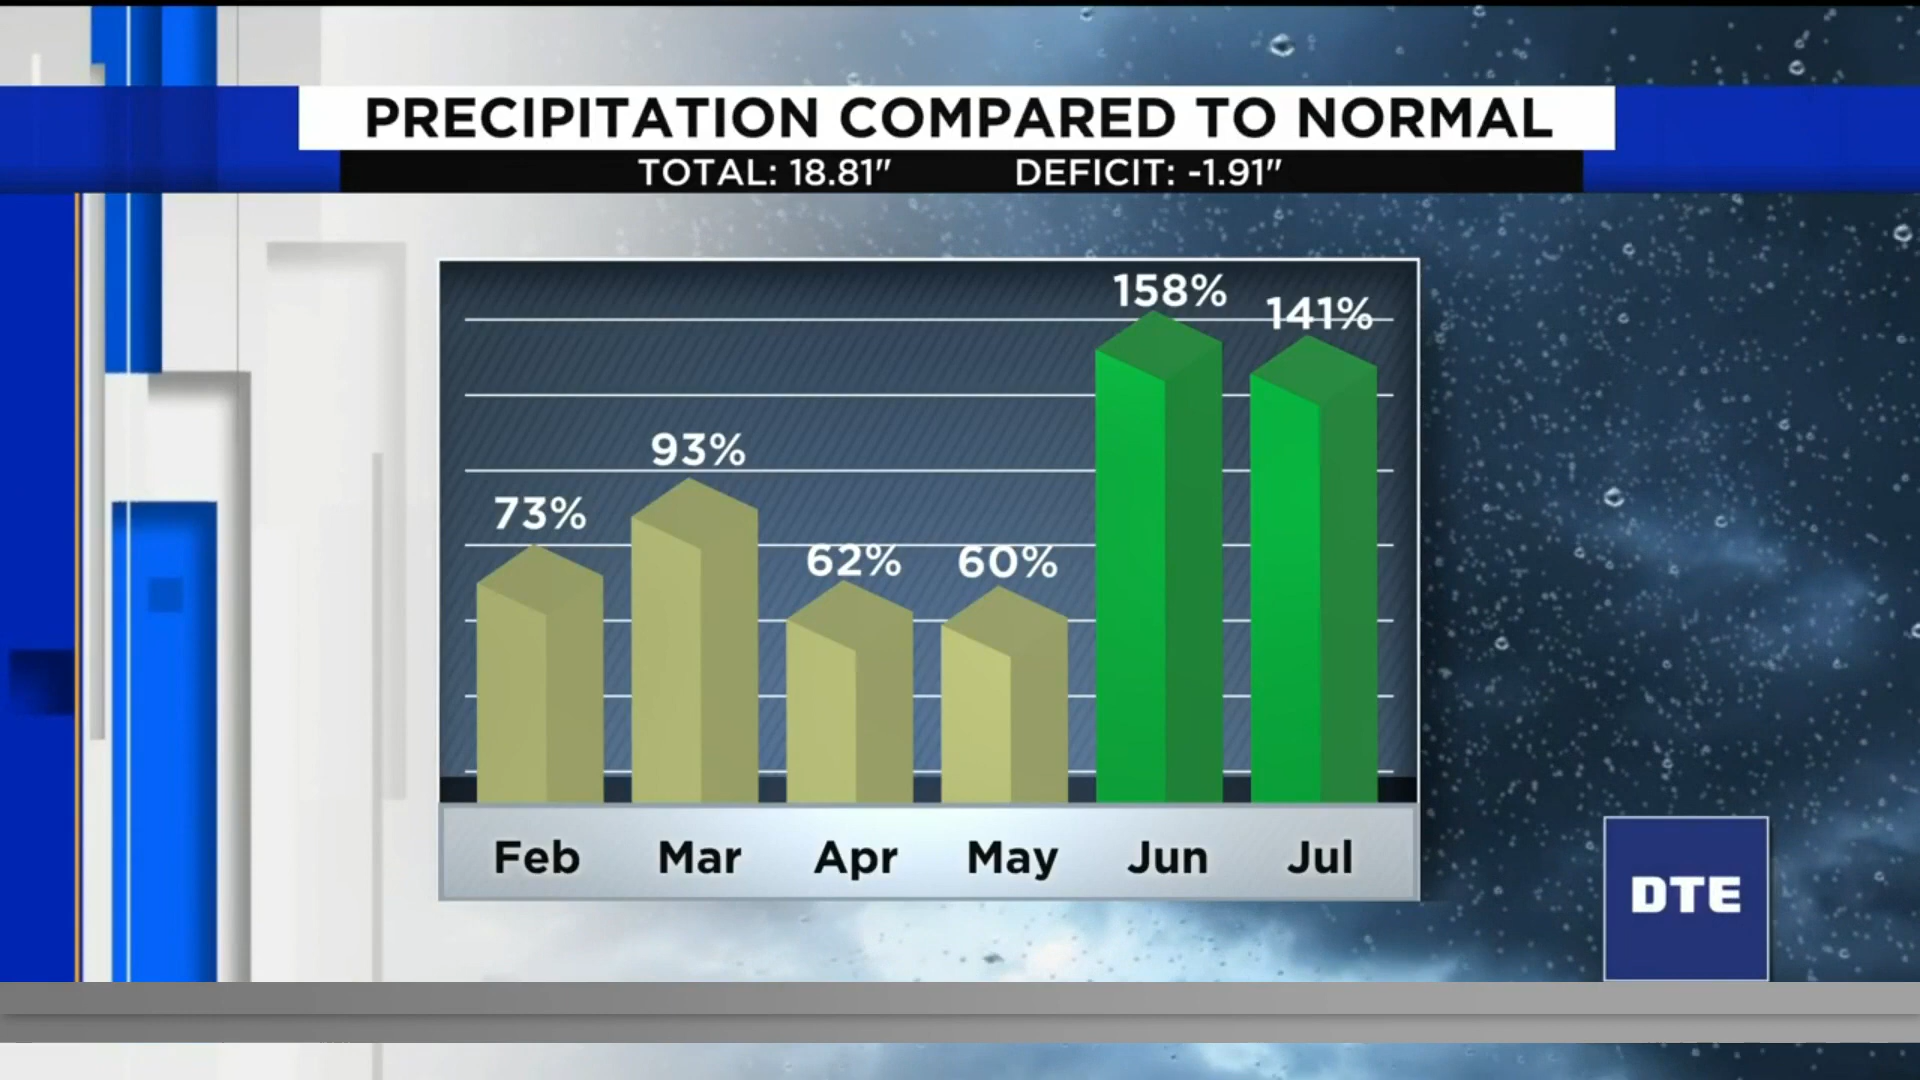 PRECIPITATION COMPARED TO NORMAL
TOTAL: 18.81" DEFICIT: -1.91"
158%
141%
93%
73%
62% 60%
Feb Mar Apr May Jun Jul
DTE